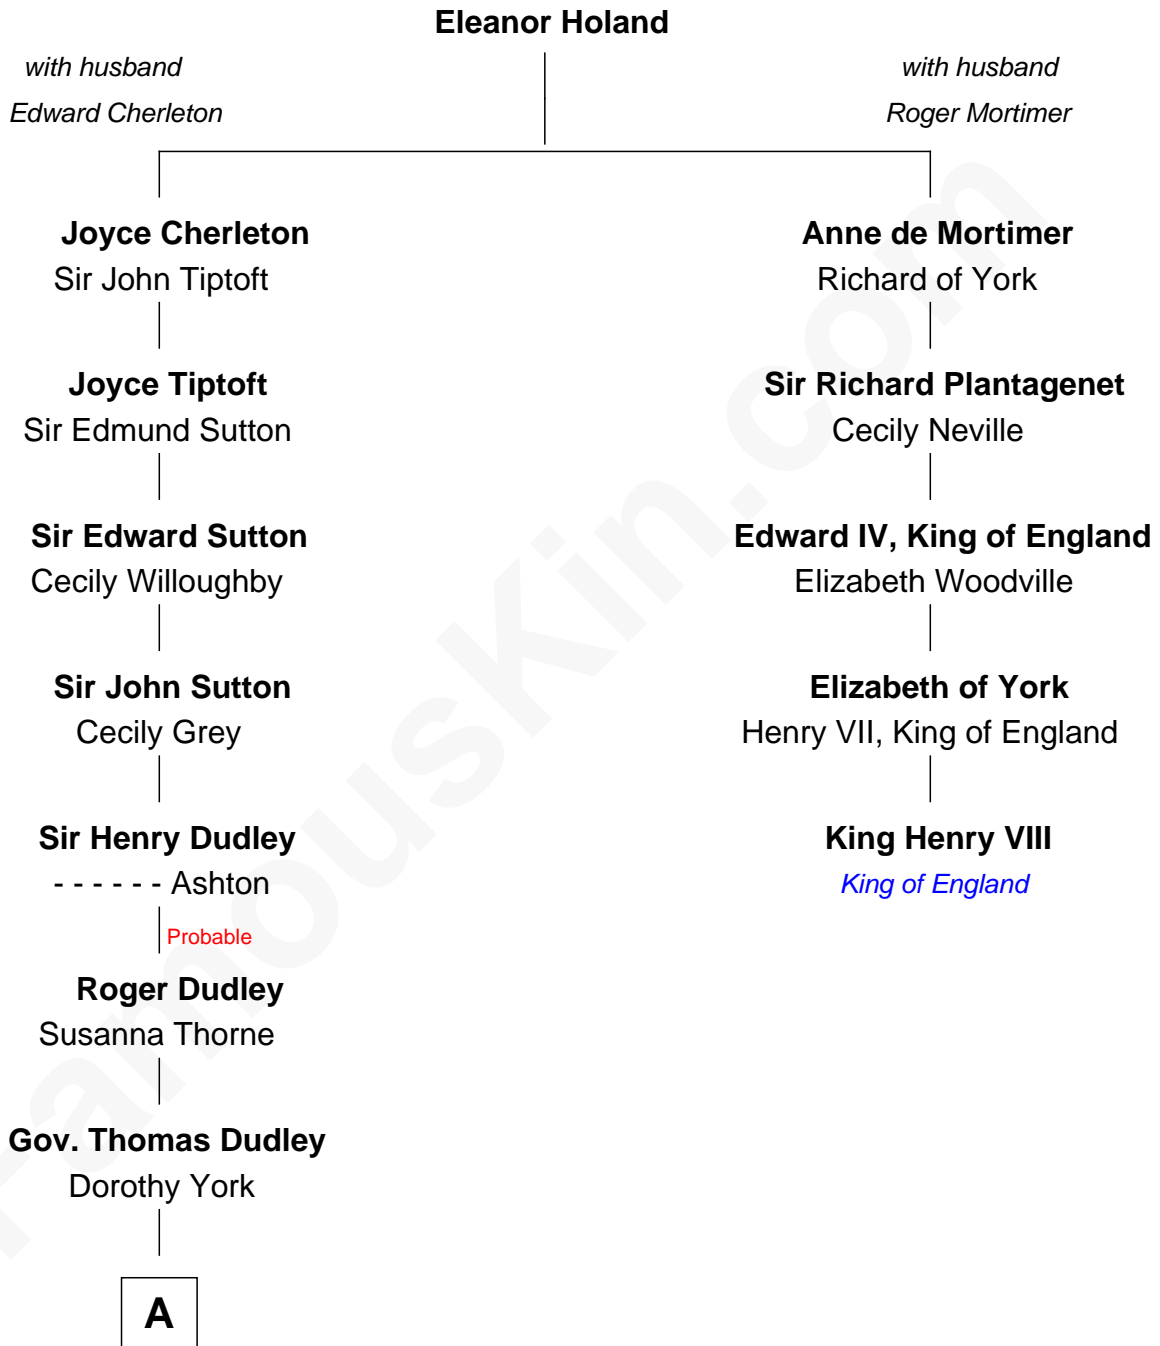 Eleanor Holand
with husband
Edward Cherleton
with husband
Roger Mortimer
Joyce Cherleton
Sir John Tiptoft
Anne de Mortimer
Richard of York
Joyce Tiptoft
Sir Edmund Sutton
Sir Richard Plantagenet
Cecily Neville
Sir Edward Sutton
Cecily Willoughby
Edward IV, King of England
Elizabeth Woodville
Sir John Sutton
Cecily Grey
Elizabeth of York
Henry VII, King of England
Sir Henry Dudley
- - - - - - Ashton
King Henry VIII
King of England
Probable
Roger Dudley
Susanna Thorne
Gov. Thomas Dudley
Dorothy York
A
FamousKin.com